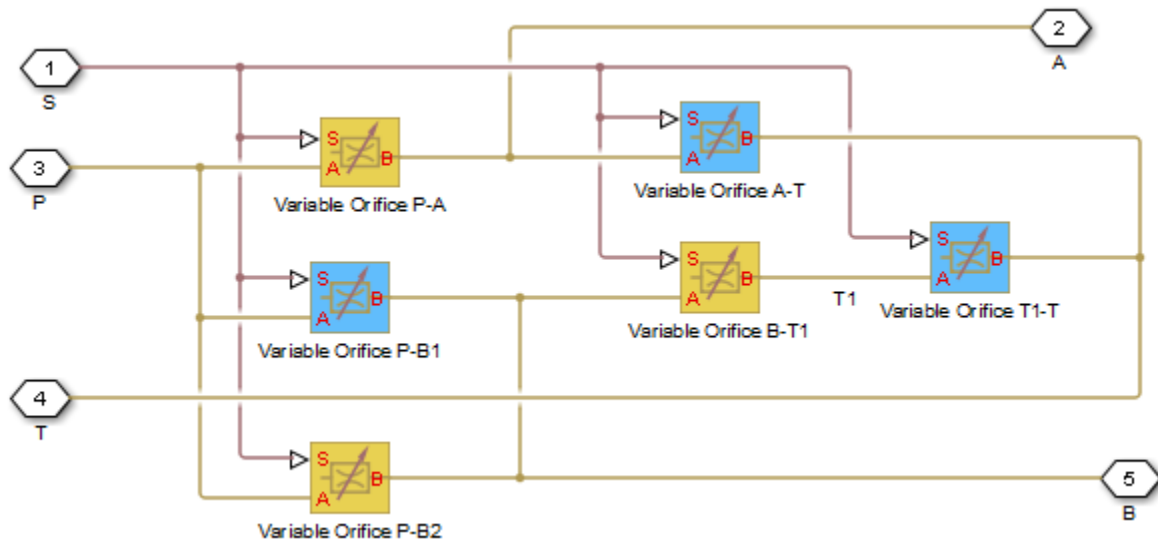 2
A
1
S
S
A
B
Variable Orifice P-A
S
A
B
Variable Orifice A-T
3
P
S
A
B
Variable Orifice P-B1
S
A
B
Variable Orifice B-T1
T1
S
A
B
Variable Orifice T1-T
4
T
S
A
B
Variable Orifice P-B2
5
B